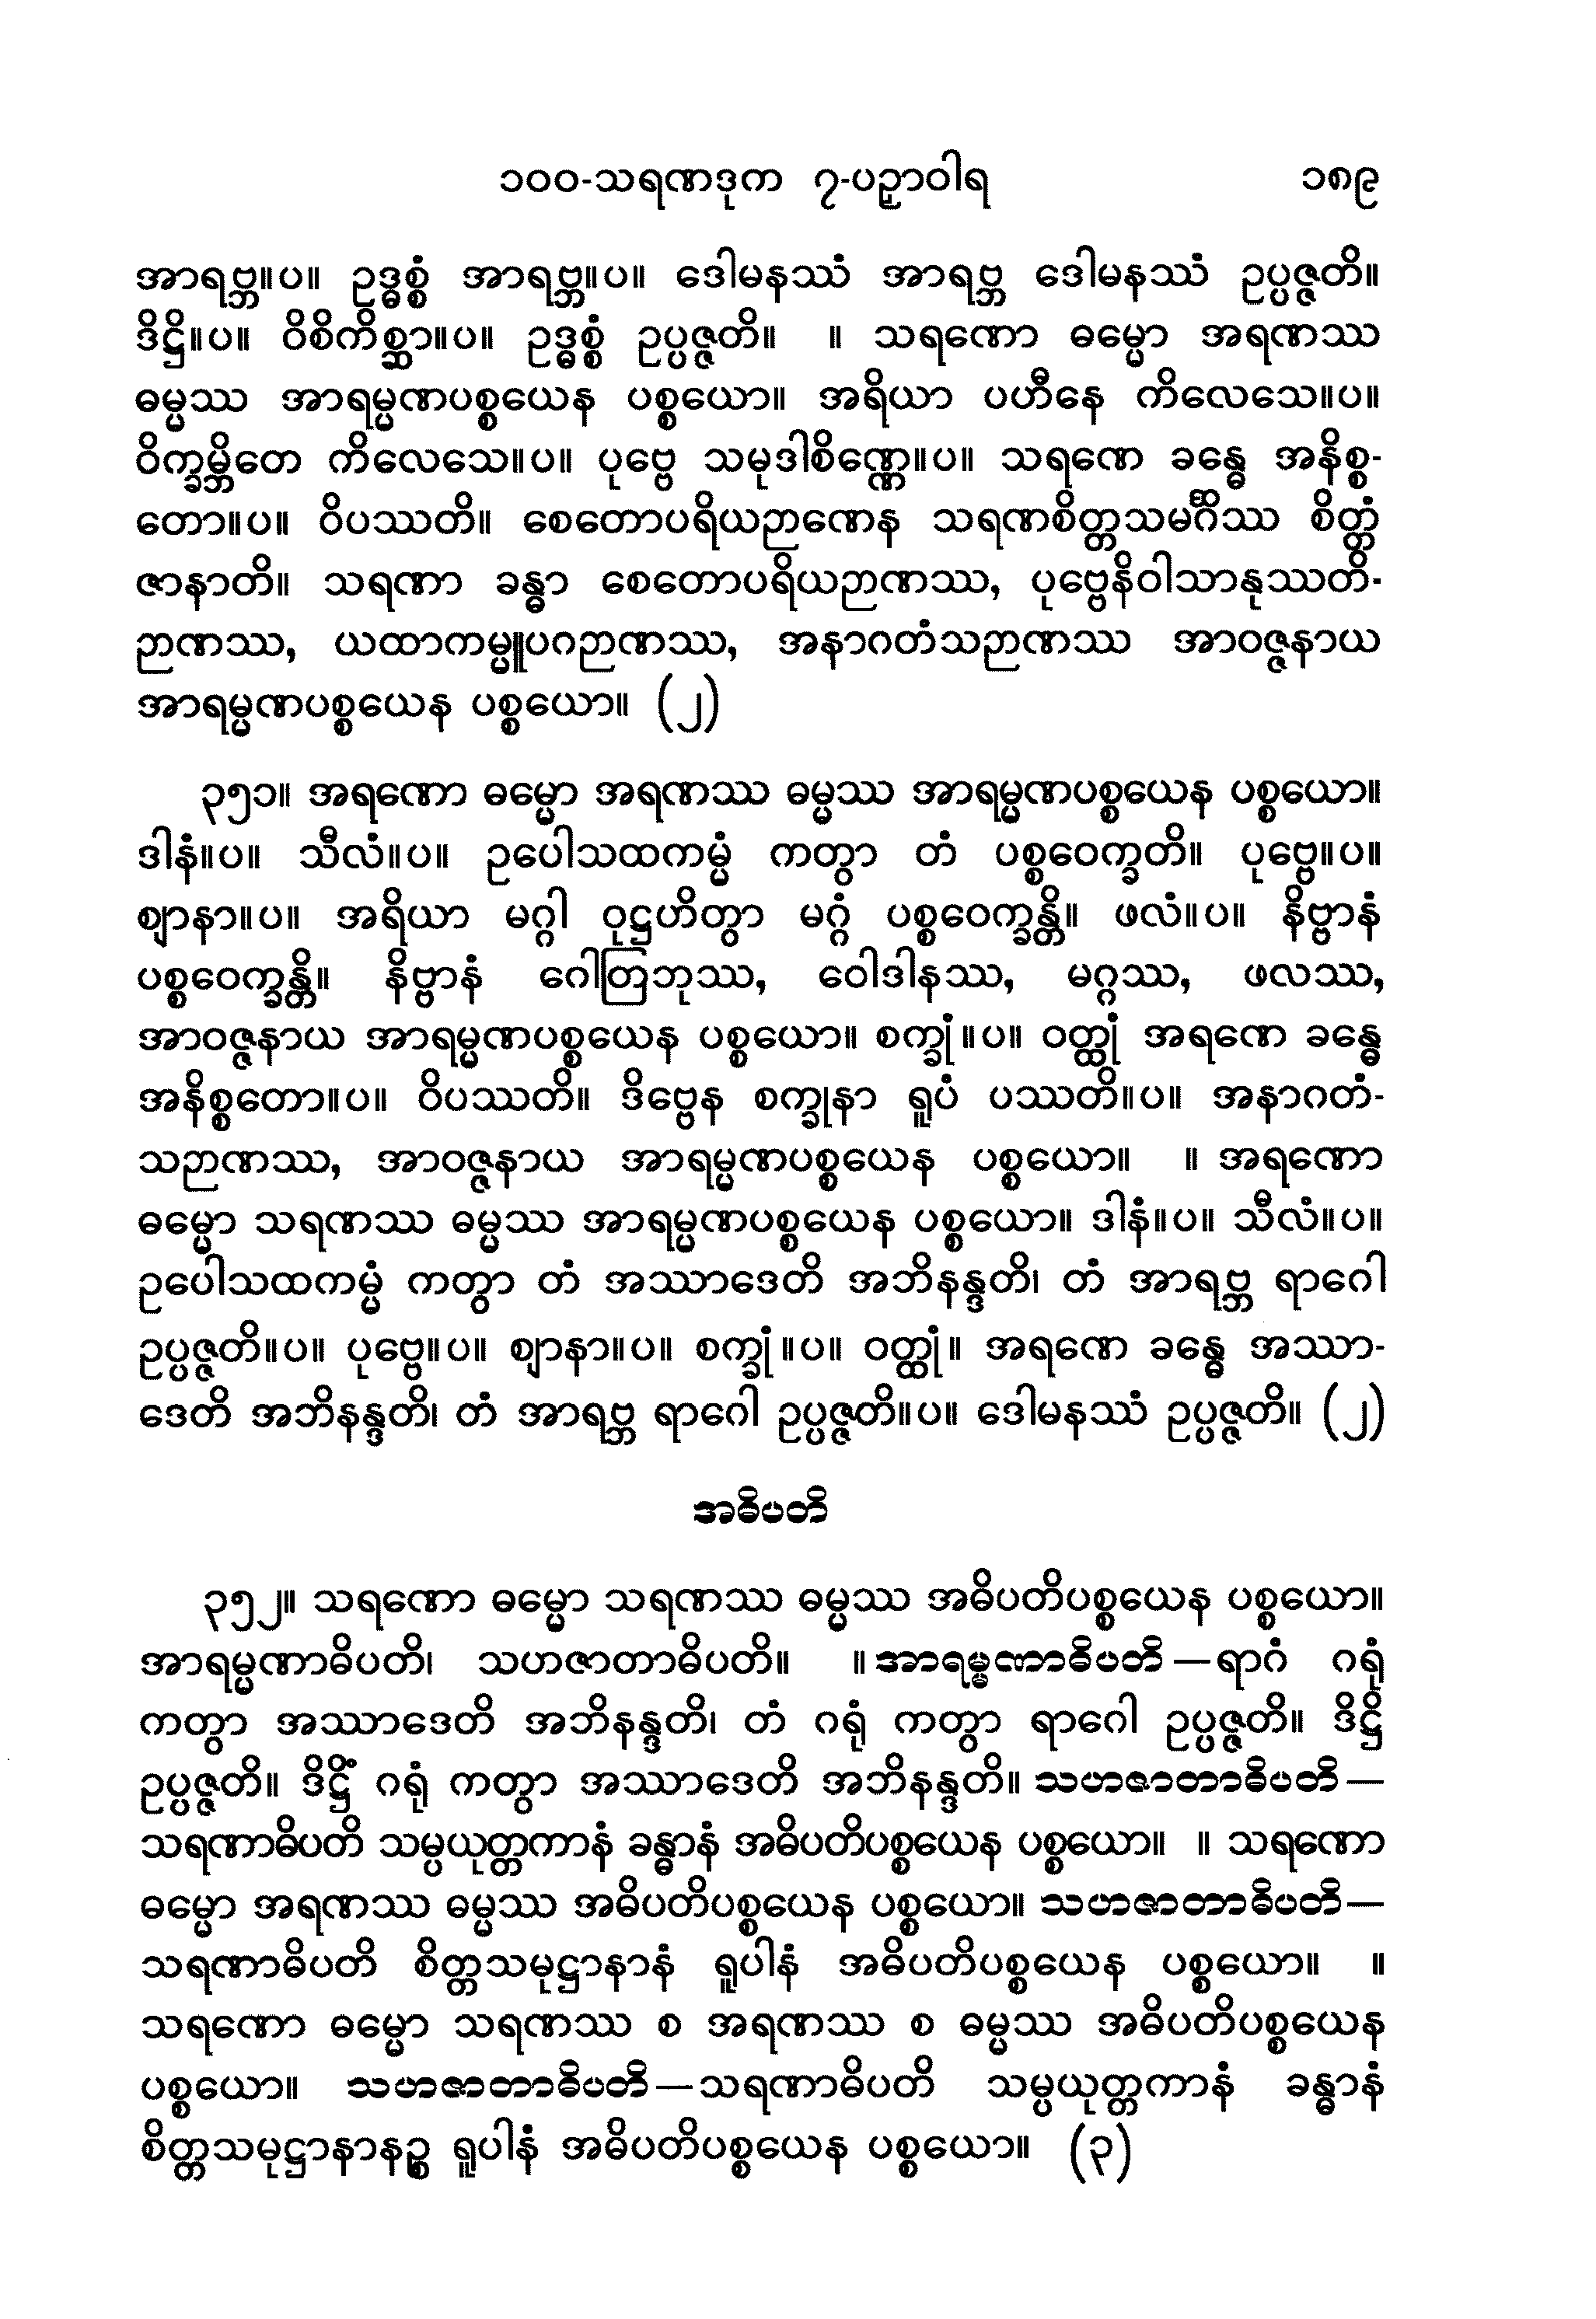 ၁၀၀-သရဏဒုက ၇-ပဉှာဝါရ ၁၈၉
အာရဗ္ဘ။ပ။ ဥဒ္ဓစ္စံ အာရဗ္ဘ။ပ။ ဒေါမနဿံ အာရဗ္ဘ ဒေါမနဿံ ဥပ္ပဇ္ဇတိ။
ဒိဋ္ဌိ။ပ။ ဝိစိကိစ္ဆာ။ပ။ ဥဒ္ဓစ္စံ ဥပ္ပဇ္ဇတိ။ ။ သရဏော ဓမ္မော အရဏဿ
ဓမ္မဿ အာရမ္မဏပစ္စယေန ပစ္စယော။ အရိယာ ပဟီနေ ကိလေသေ။ပ။
ဝိက္ခမ္ဘိတေ ကိလေသေ။ပ။ ပုဗ္ဗေ သမုဒါစိဏ္ဏေ။ပ။ သရဏေ ခန္ဓေ အနိစ္စ-
တော။ပ။ ဝိပဿတိ။ စေတောပရိယဉာဏေန သရဏစိတ္တသမင်္ဂိဿ စိတ္တံ
ဇာနာတိ။ သရဏာ ခန္ဓာ စေတောပရိယဉာဏဿ, ပုဗ္ဗေနိဝါသာနုဿတိ-
ဉာဏဿ, ယထာကမ္မူပဂဉာဏဿ, အနာဂတံသဉာဏဿ အာဝဇ္ဇနာယ
အာရမ္မဏပစ္စယေန ပစ္စယော။ (၂)
၃၅၁။ အရဏော ဓမ္မော အရဏဿ ဓမ္မဿ အာရမ္မဏပစ္စယေန ပစ္စယော။
ဒါနံ။ပ။ သီလံ။ပ။ ဥပေါသထကမ္မံ ကတွာ တံ ပစ္စဝေက္ခတိ။ ပုဗ္ဗေ။ပ။
ဈာနာ။ပ။ အရိယာ မဂ္ဂါ ဝုဋ္ဌဟိတွာ မဂ္ဂံ ပစ္စဝေက္ခန္တိ။ ဖလံ။ပ။ နိဗ္ဗာနံ
ပစ္စဝေက္ခန္တိ။ နိဗ္ဗာနံ ဂေါတြဘုဿ, ဝေါဒါနဿ, မဂ္ဂဿ, ဖလဿ,
အာဝဇ္ဇနာယ အာရမ္မဏပစ္စယေန ပစ္စယော။ စက္ခုံ။ပ။ ဝတ္ထုံ အရဏေ ခန္ဓေ
အနိစ္စတော။ပ။ ဝိပဿတိ။ ဒိဗ္ဗေန စက္ခုနာ ရူပံ ပဿတိ။ပ။ အနာဂတံ-
သဉာဏဿ, အာဝဇ္ဇနာယ အာရမ္မဏပစ္စယေန ပစ္စယော။ ။ အရဏော
ဓမ္မော သရဏဿ ဓမ္မဿ အာရမ္မဏပစ္စယေန ပစ္စယော။ ဒါနံ။ပ။ သီလံ။ပ။
ဥပေါသထကမ္မံ ကတွာ တံ အဿာဒေတိ အဘိနန္ဒတိ၊ တံ အာရဗ္ဘ ရာဂေါ
ဥပ္ပဇ္ဇတိ။ပ။ ပုဗ္ဗေ။ပ။ ဈာနာ။ပ။ စက္ခုံ။ပ။ ဝတ္ထုံ။ အရဏေ ခန္ဓေ အဿာ-
ဒေတိ အဘိနန္ဒတိ၊ တံ အာရဗ္ဘ ရာဂေါ ဥပ္ပဇ္ဇတိ။ပ။ ဒေါမနဿံ ဥပ္ပဇ္ဇတိ။ (၂)
အဓိပတိ
၃၅၂။ သရဏော ဓမ္မော သရဏဿ ဓမ္မဿ အဓိပတိပစ္စယေန ပစ္စယော။
အာရမ္မဏာဓိပတိ၊ သဟဇာတာဓိပတိ။ ။ အာရမ္မဏာဓိပတိ—ရာဂံ ဂရုံ
ကတွာ အဿာဒေတိ အဘိနန္ဒတိ၊ တံ ဂရုံ ကတွာ ရာဂေါ ဥပ္ပဇ္ဇတိ။ ဒိဋ္ဌိ
ဥပ္ပဇ္ဇတိ။ ဒိဋ္ဌိံ ဂရုံ ကတွာ အဿာဒေတိ အဘိနန္ဒတိ။ သဟဇာတာဓိပတိ—
သရဏာဓိပတိ သမ္ပယုတ္တကာနံ ခန္ဓာနံ အဓိပတိပစ္စယေန ပစ္စယော။ ။ သရဏော
ဓမ္မော အရဏဿ ဓမ္မဿ အဓိပတိပစ္စယေန ပစ္စယော။ သဟဇာတာဓိပတိ—
သရဏာဓိပတိ စိတ္တသမုဋ္ဌာနာနံ ရူပါနံ အဓိပတိပစ္စယေန ပစ္စယော။ ။
သရဏော ဓမ္မော သရဏဿ စ အရဏဿ စ ဓမ္မဿ အဓိပတိပစ္စယေန
ပစ္စယော။ သဟဇာတာဓိပတိ—သရဏာဓိပတိ သမ္ပယုတ္တကာနံ ခန္ဓာနံ
စိတ္တသမုဋ္ဌာနာနဉ္စ ရူပါနံ အဓိပတိပစ္စယေန ပစ္စယော။ (၃)